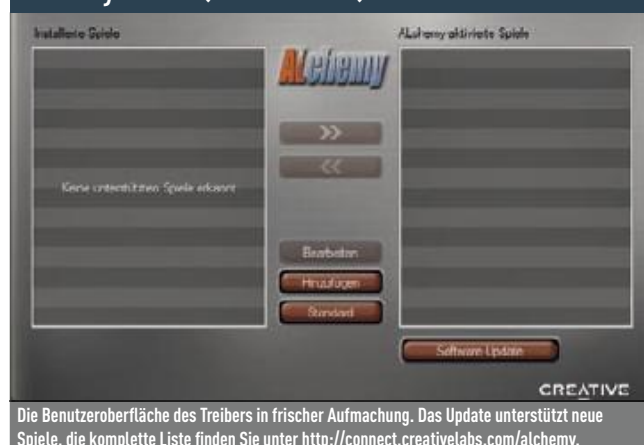 Installierte Spiele
ALchemy-aktivierte Spiele
ALchemy
>>
<<
Keine unterstützten Spiele erkannt
Bearbeiten
Hinzufügen
Standard
Software Update
CREATIVE
Die Benutzeroberfläche des Treibers in frischer Aufmachung. Das Update unterstützt neue
Spiele, die komplette Liste finden Sie unter http://connect.creativelabs.com/alchemy.